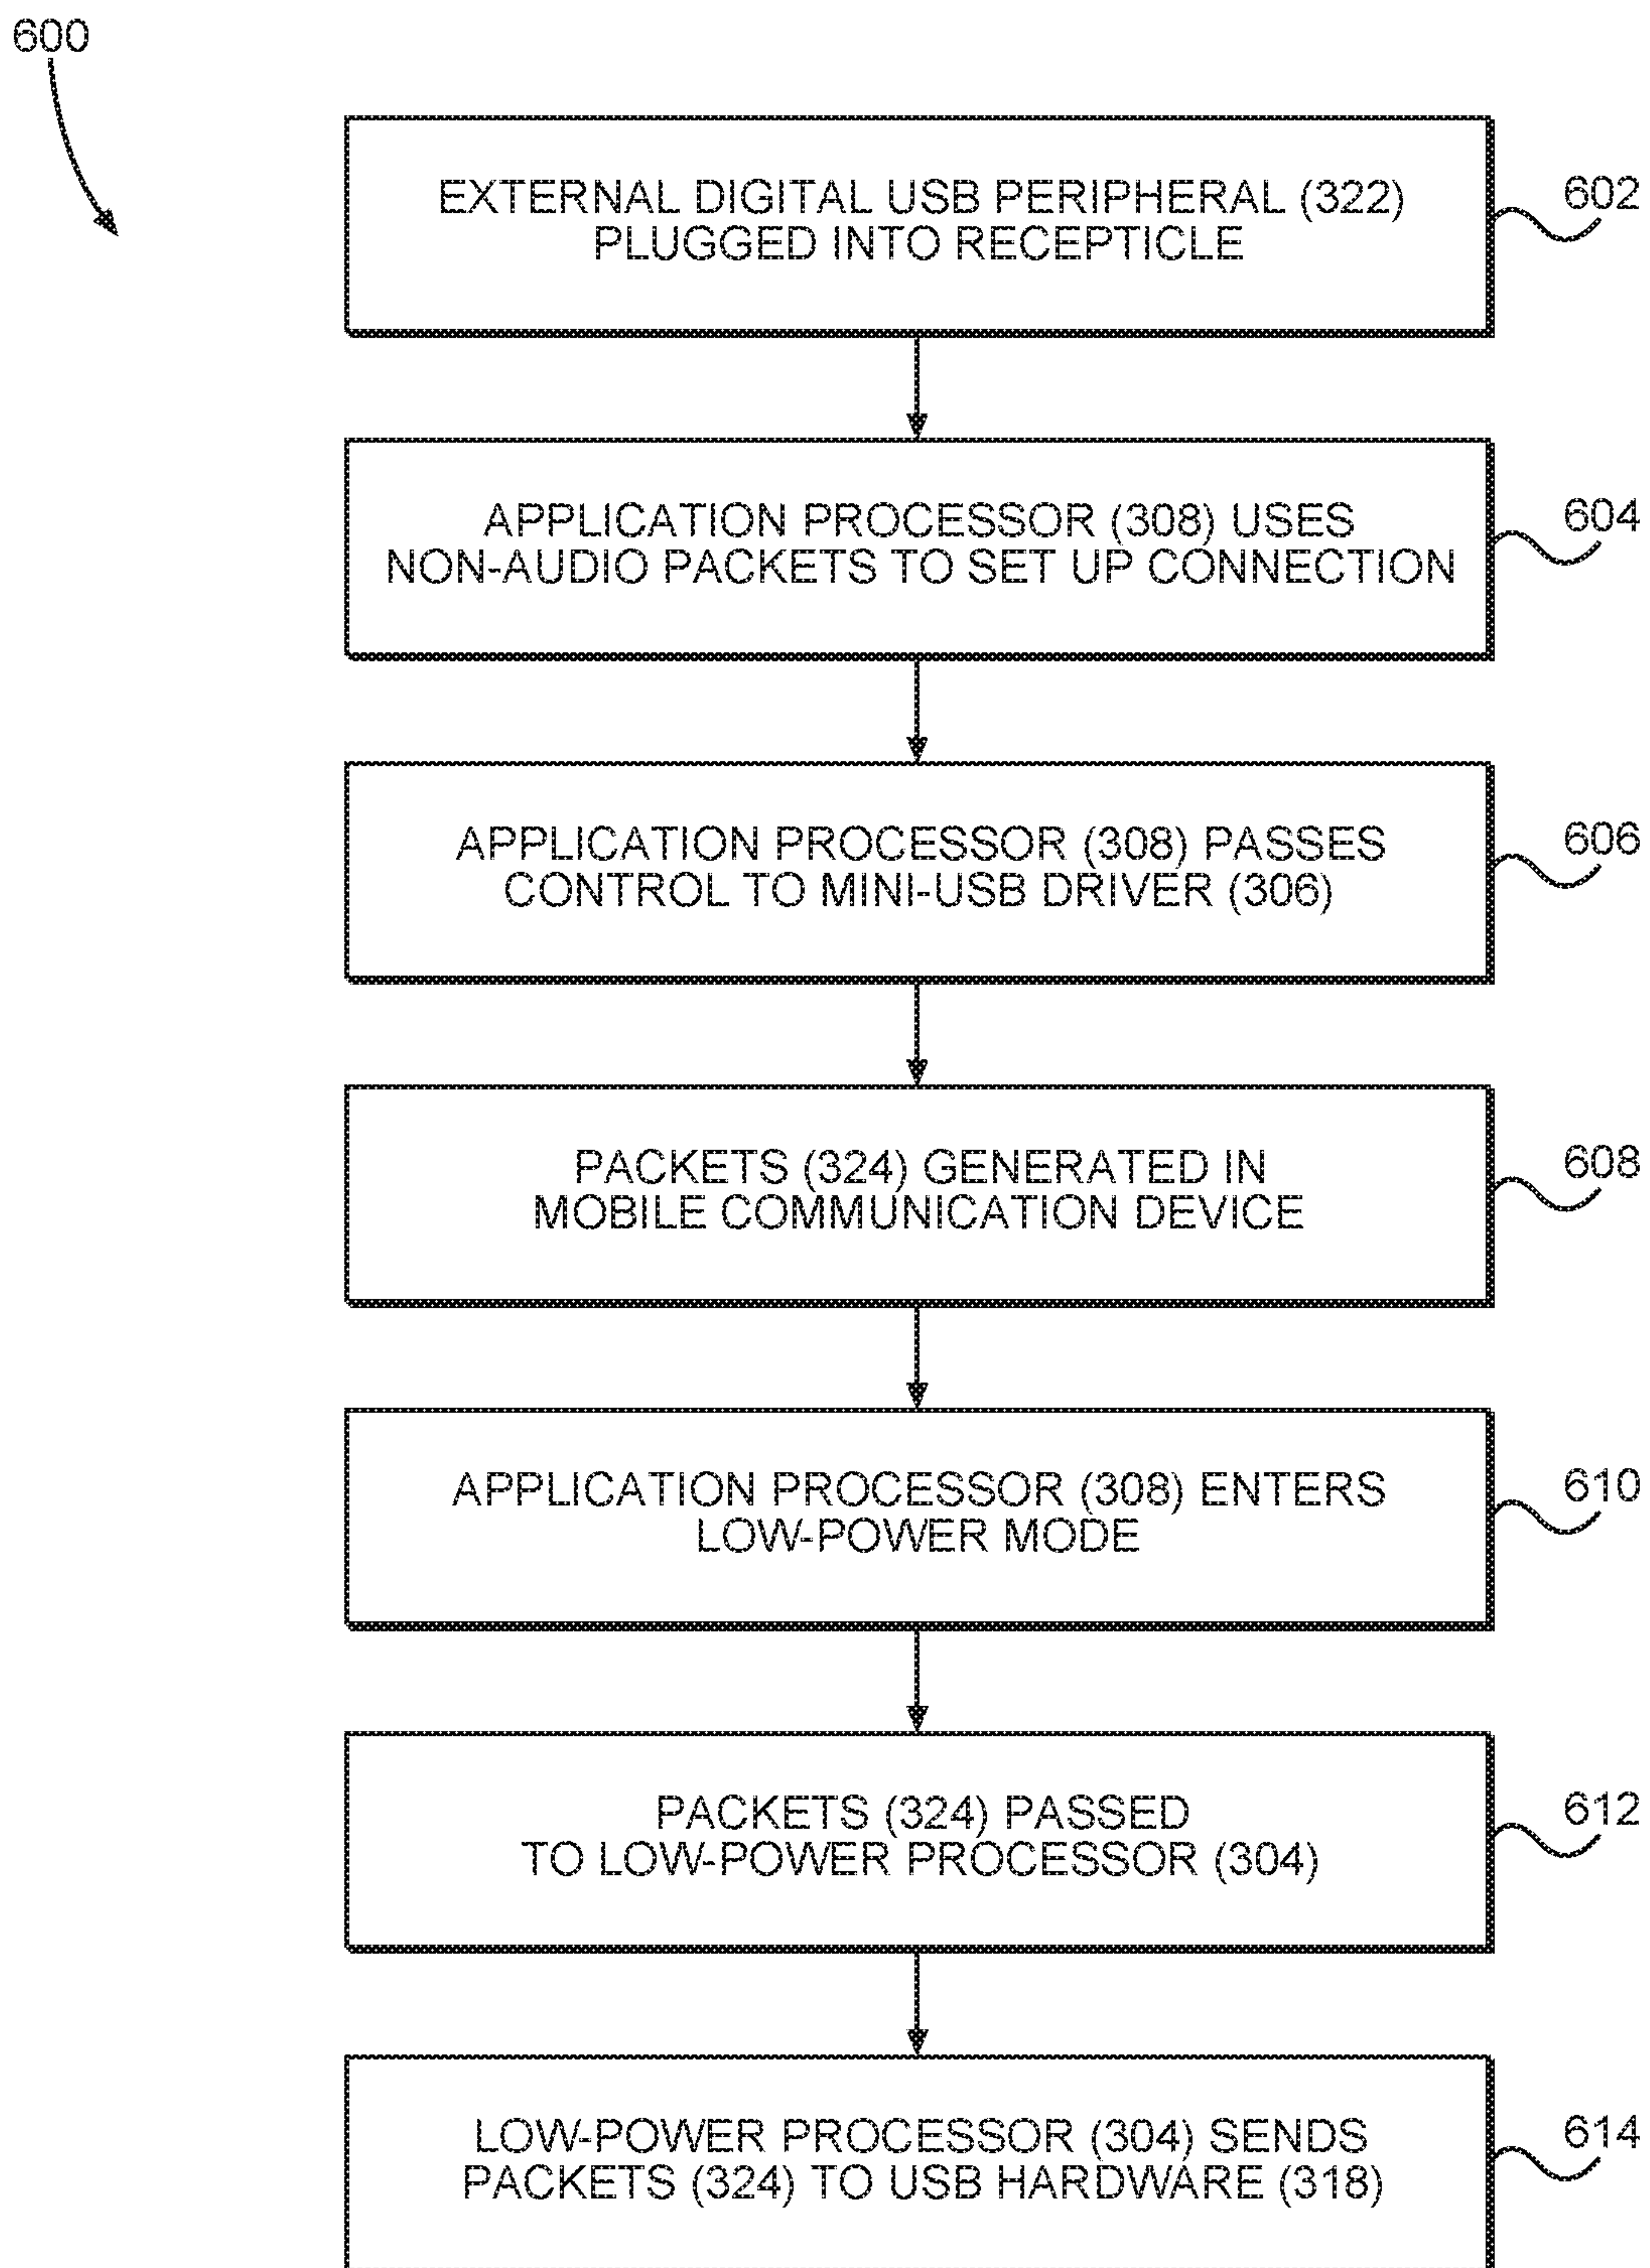 600
EXTERNAL DIGITAL USB PERIPHERAL (322)
PLUGGED INTO RECEPTICLE
602
APPLICATION PROCESSOR (308) USES
NON-AUDIO PACKETS TO SET UP CONNECTION
604
APPLICATION PROCESSOR (308) PASSES
CONTROL TO MINI-USB DRIVER (306)
606
PACKETS (324) GENERATED IN
MOBILE COMMUNICATION DEVICE
608
APPLICATION PROCESSOR (308) ENTERS
LOW-POWER MODE
610
PACKETS (324) PASSED
TO LOW-POWER PROCESSOR (304)
612
LOW-POWER PROCESSOR (304) SENDS
PACKETS (324) TO USB HARDWARE (318)
614